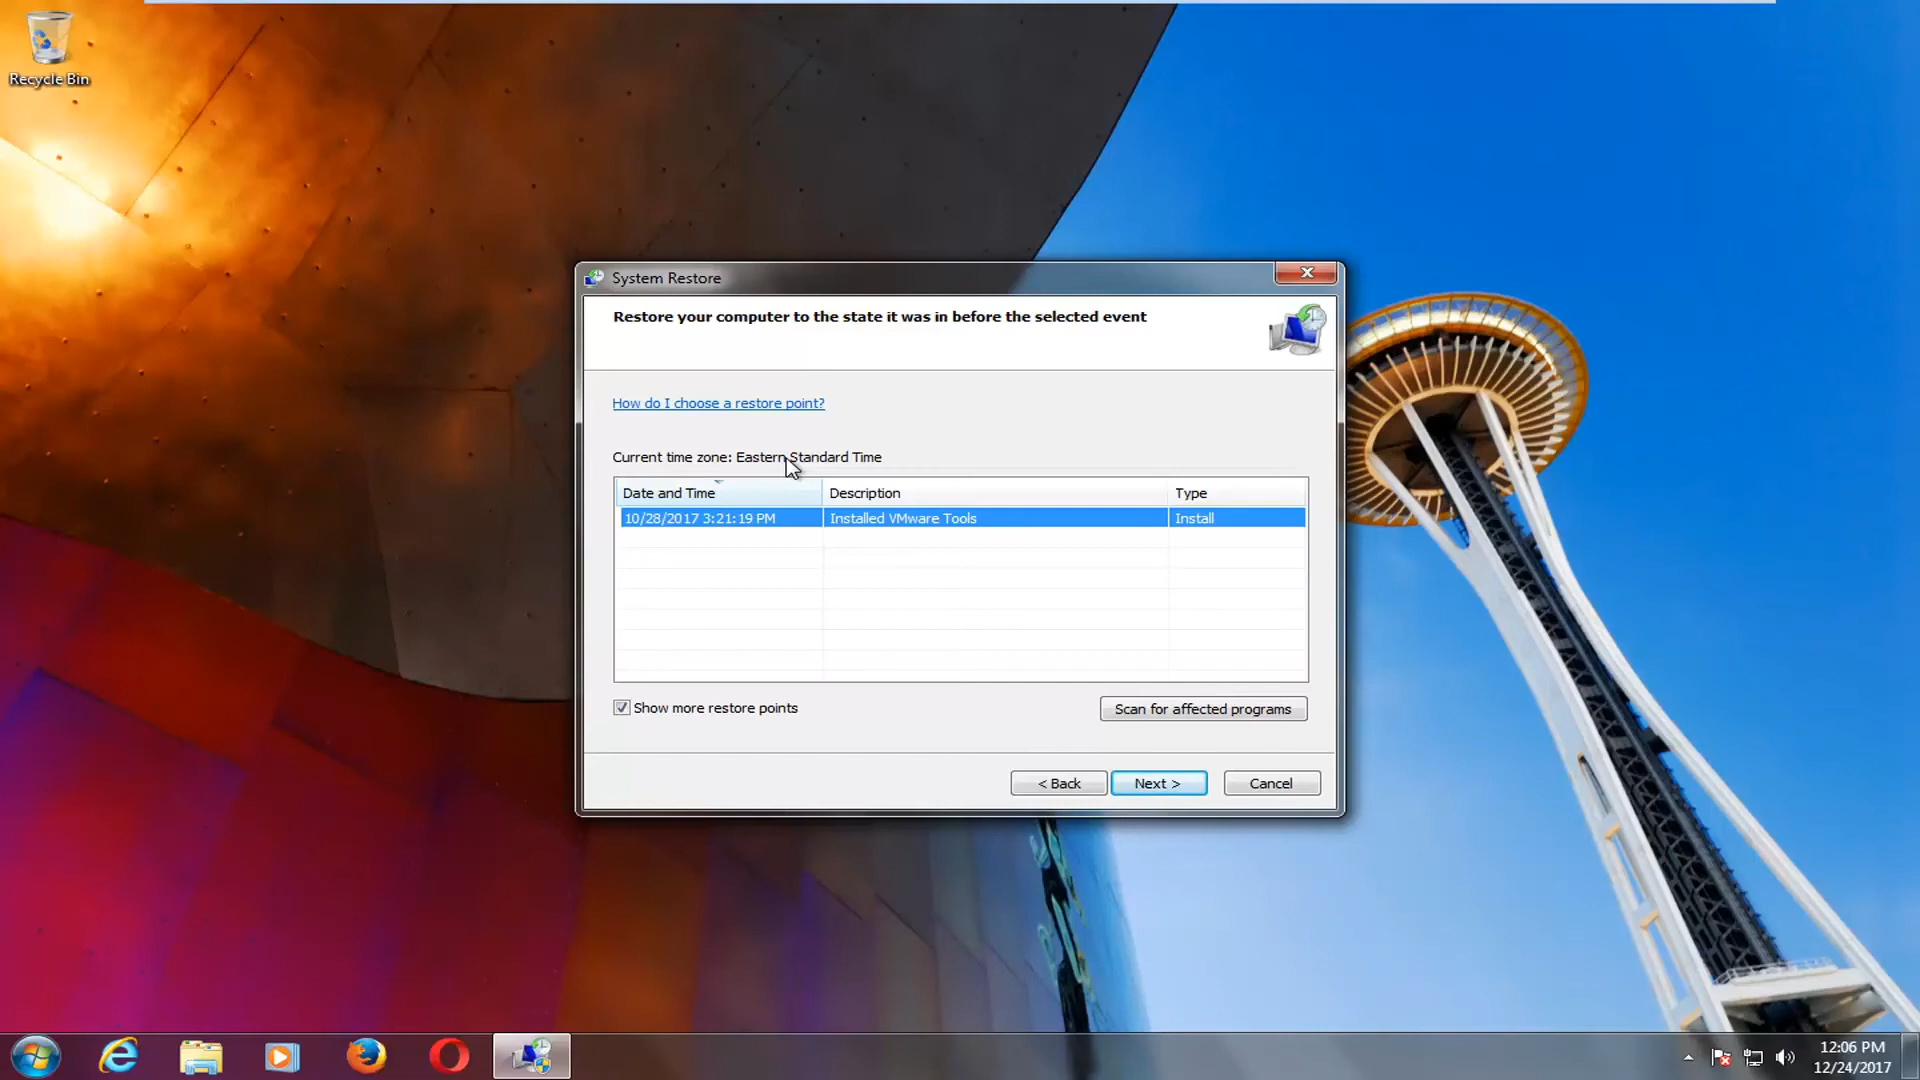 Recycle Bin
System Restore
Restore your computer to the state it was in before the selected event
How do I choose a restore point?
Current time zone: Eastern Standard Time
Date and Time Description Type
10/28/2017 3:21:19 PM Installed VMware Tools Install
Show more restore points
Scan for affected programs
< Back Next > Cancel
12:06 PM
12/24/2017